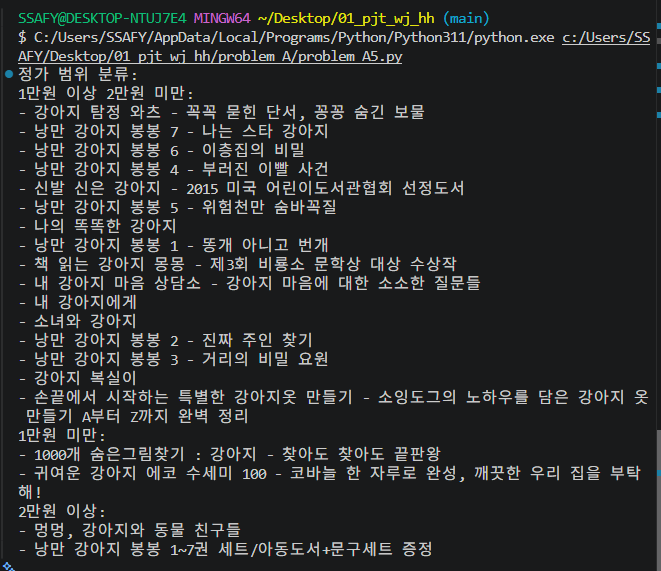 SSAFY@DESKTOP-NTUJ7E4 MINGW64 ~/Desktop/01_pjt_wj_hh (main)
$ C:/Users/SSAFY/AppData/Local/Programs/Python/Python311/python.exe c:/Users/SS
AFY/Desktop/01_pjt_wj_hh/problem_A/problem_A5.py
정가 범위 분류:
1만원 이상 2만원 미만:
- 강아지 탐정 와츠 - 꼭꼭 묻힌 단서, 꽁꽁 숨긴 보물
- 낭만 강아지 봉봉 7 - 나는 스타 강아지
- 낭만 강아지 봉봉 6 - 이층집의 비밀
- 낭만 강아지 봉봉 4 - 부러진 이빨 사건
- 신발 신은 강아지 - 2015 미국 어린이도서관협회 선정도서
- 낭만 강아지 봉봉 5 - 위험천만 숨바꼭질
- 나의 똑똑한 강아지
- 낭만 강아지 봉봉 1 - 똥개 아니고 번개
- 책 읽는 강아지 몽몽 - 제3회 비룡소 문학상 대상 수상작
- 내 강아지 마음 상담소 - 강아지 마음에 대한 소소한 질문들
- 내 강아지에게
- 소녀와 강아지
- 낭만 강아지 봉봉 2 - 진짜 주인 찾기
- 낭만 강아지 봉봉 3 - 거리의 비밀 요원
- 강아지 복실이
- 손끝에서 시작하는 특별한 강아지옷 만들기 - 소잉도그의 노하우를 담은 강아지 옷
만들기 A부터 Z까지 완벽 정리
1만원 미만:
- 1000개 숨은그림찾기 : 강아지 - 찾아도 찾아도 끝판왕
- 귀여운 강아지 에코 수세미 100 - 코바늘 한 자루로 완성, 깨끗한 우리 집을 부탁
해!
2만원 이상:
- 멍멍, 강아지와 동물 친구들
- 낭만 강아지 봉봉 1~7권 세트/아동도서+문구세트 증정